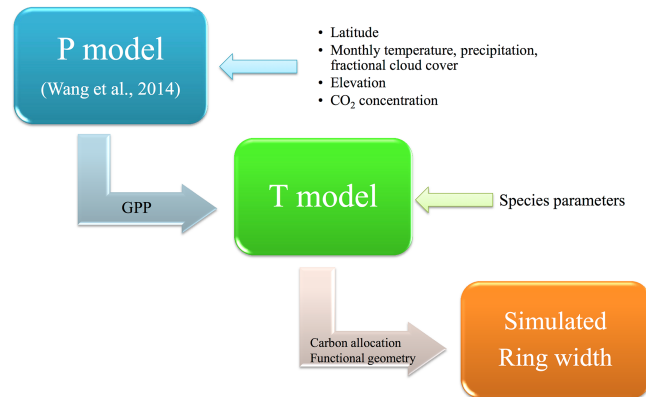 P model
(Wang et al., 2014)
• Latitude
• Monthly temperature, precipitation,
fractional cloud cover
• Elevation
• CO₂ concentration
GPP
T model
Species parameters
Carbon allocation
Functional geometry
Simulated
Ring width